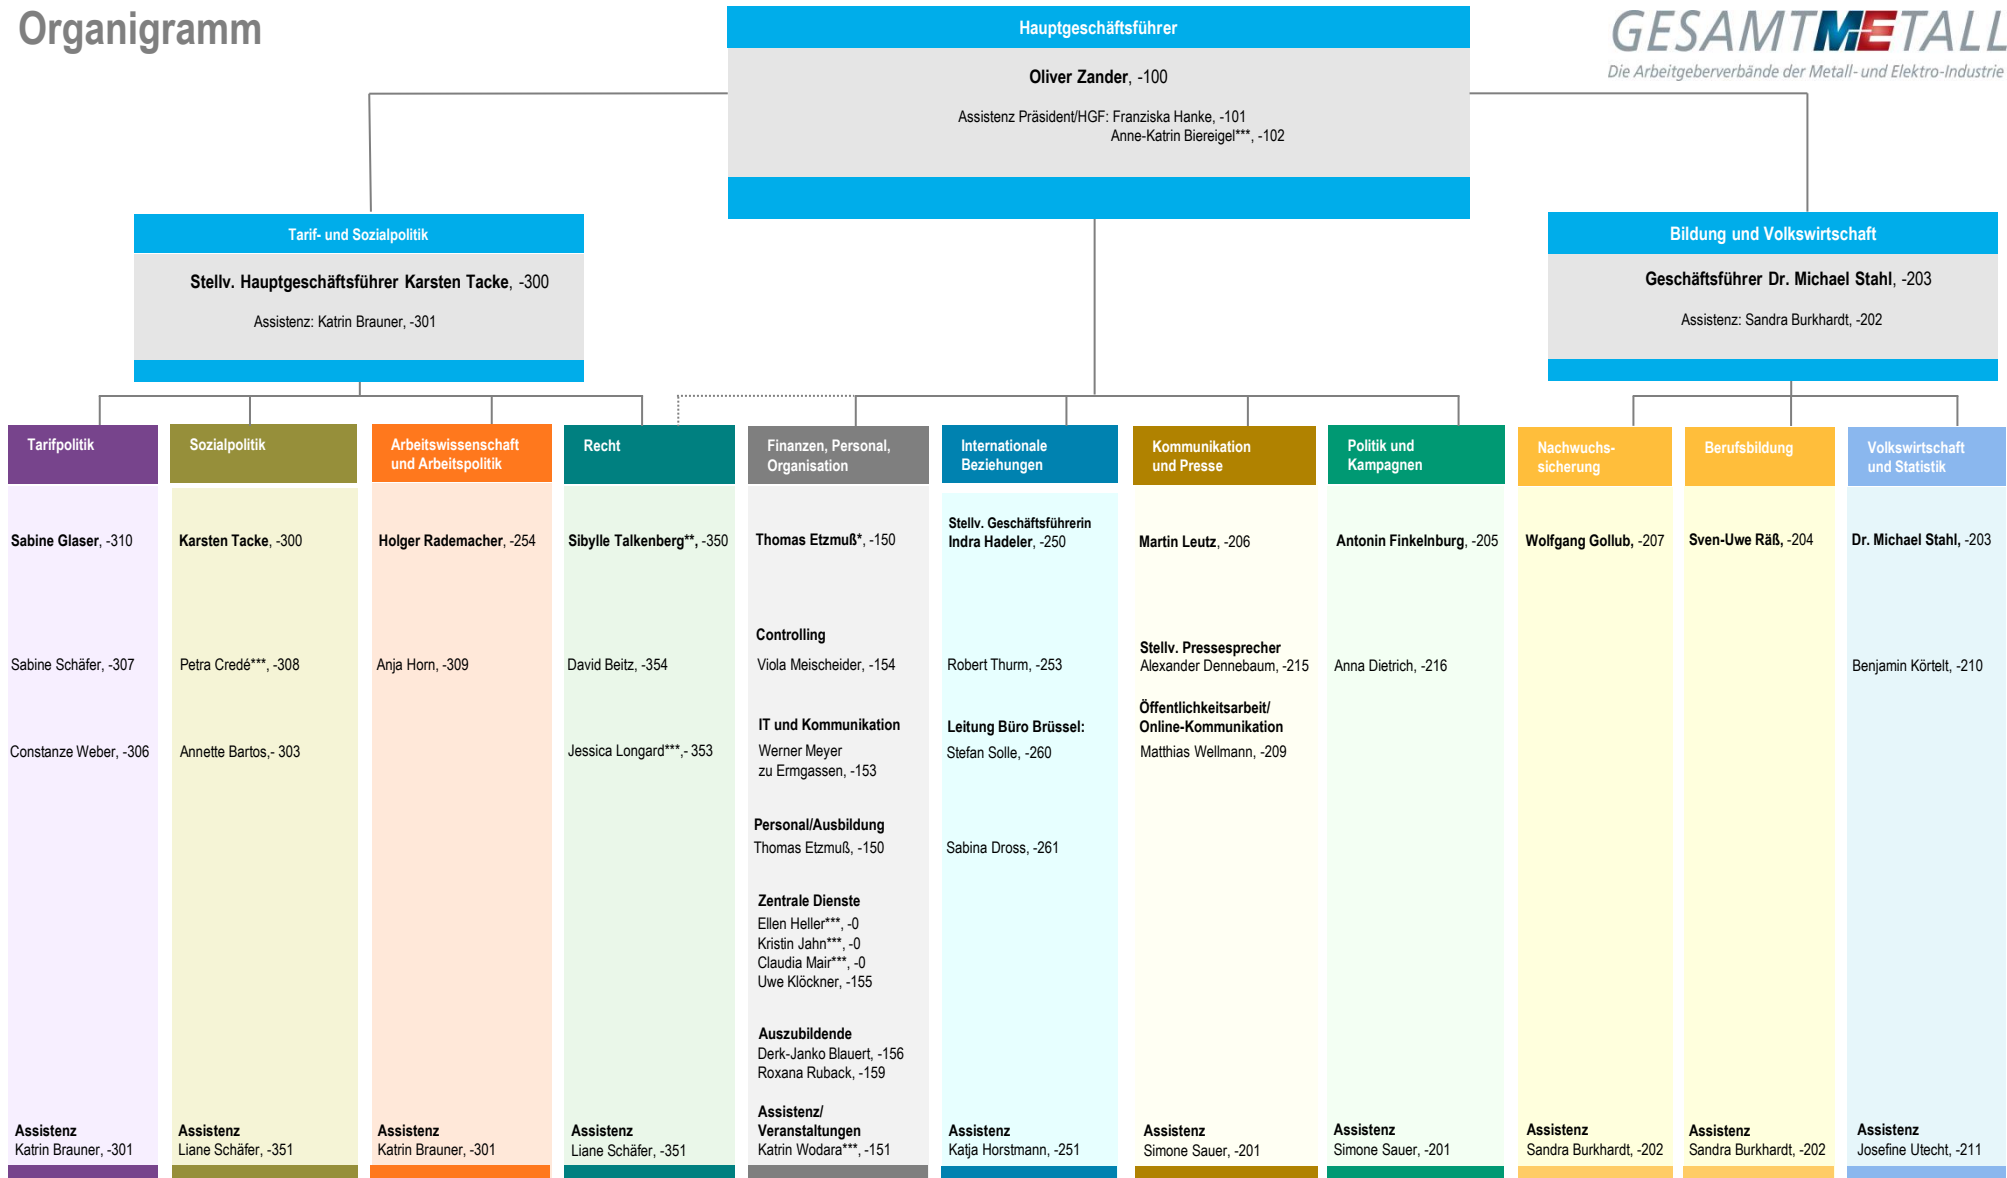 Organigramm
GESAMTMETALL
Die Arbeitgeberverbände der Metall- und Elektro-Industrie
Hauptgeschäftsführer
Oliver Zander, -100
Assistenz Präsident/HGF: Franziska Hanke, -101
Anne-Katrin Biereigel***, -102
Tarif- und Sozialpolitik
Stellv. Hauptgeschäftsführer Karsten Tacke, -300
Assistenz: Katrin Brauner, -301
Bildung und Volkswirtschaft
Geschäftsführer Dr. Michael Stahl, -203
Assistenz: Sandra Burkhardt, -202
Tarifpolitik
Sabine Glaser, -310
Sabine Schäfer, -307
Constanze Weber, -306
Assistenz
Katrin Brauner, -301
Sozialpolitik
Karsten Tacke, -300
Petra Credé***, -308
Annette Bartos,- 303
Assistenz
Liane Schäfer, -351
Arbeitswissenschaft
und Arbeitspolitik
Holger Rademacher, -254
Anja Horn, -309
Assistenz
Katrin Brauner, -301
Recht
Sibylle Talkenberg**, -350
David Beitz, -354
Jessica Longard***,- 353
Assistenz
Liane Schäfer, -351
Finanzen, Personal,
Organisation
Thomas Etzmuß*, -150
Controlling
Viola Meischeider, -154
IT und Kommunikation
Werner Meyer
zu Ermgassen, -153
Personal/Ausbildung
Thomas Etzmuß, -150
Zentrale Dienste
Ellen Heller***, -0
Kristin Jahn***, -0
Claudia Mair***, -0
Uwe Klöckner, -155
Auszubildende
Derk-Janko Blauert, -156
Roxana Ruback, -159
Assistenz/
Veranstaltungen
Katrin Wodara***, -151
Internationale
Beziehungen
Stellv. Geschäftsführerin
Indra Hadeler, -250
Robert Thurm, -253
Leitung Büro Brüssel:
Stefan Solle, -260
Sabina Dross, -261
Assistenz
Katja Horstmann, -251
Kommunikation
und Presse
Martin Leutz, -206
Stellv. Pressesprecher
Alexander Dennebaum, -215
Öffentlichkeitsarbeit/
Online-Kommunikation
Matthias Wellmann, -209
Assistenz
Simone Sauer, -201
Politik und
Kampagnen
Antonin Finkelnburg, -205
Anna Dietrich, -216
Assistenz
Simone Sauer, -201
Nachwuchs-
sicherung
Wolfgang Gollub, -207
Assistenz
Sandra Burkhardt, -202
Berufsbildung
Sven-Uwe Räß, -204
Assistenz
Sandra Burkhardt, -202
Volkswirtschaft
und Statistik
Dr. Michael Stahl, -203
Benjamin Körtelt, -210
Assistenz
Josefine Utecht, -211